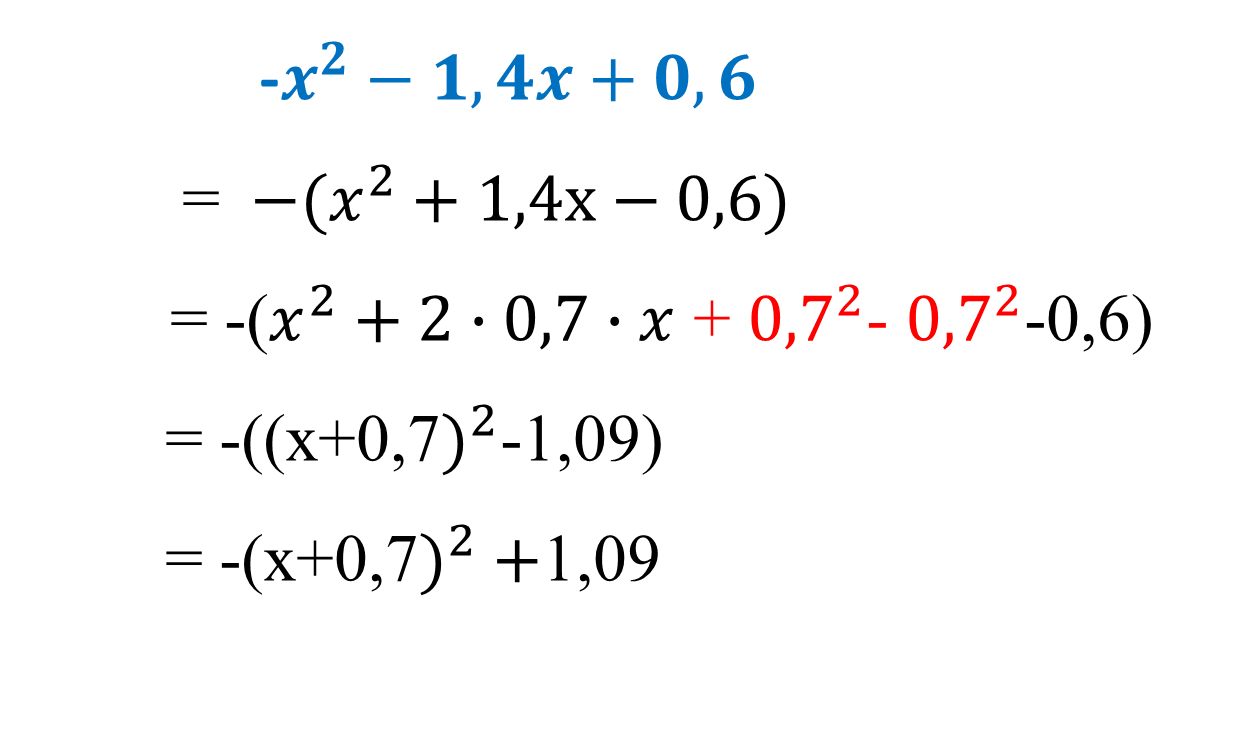 -x² − 1,4x + 0,6
= −(x² + 1,4x − 0,6)
= -(x² + 2 · 0,7 · x + 0,7²- 0,7²-0,6)
= -((x+0,7)²-1,09)
= -(x+0,7)² +1,09